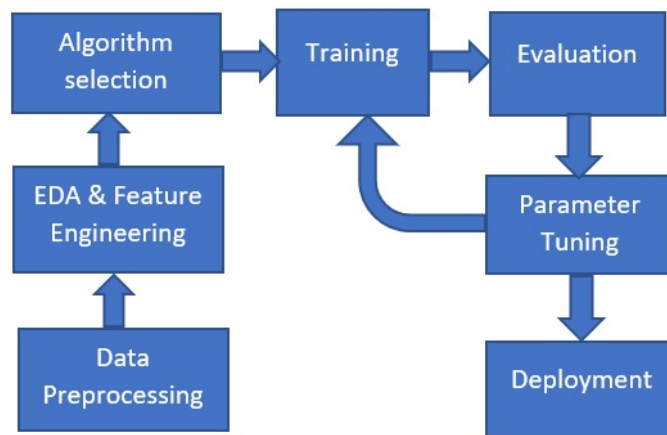 Algorithm
selection
Training
Evaluation
EDA & Feature
Engineering
Parameter
Tuning
Data
Preprocessing
Deployment